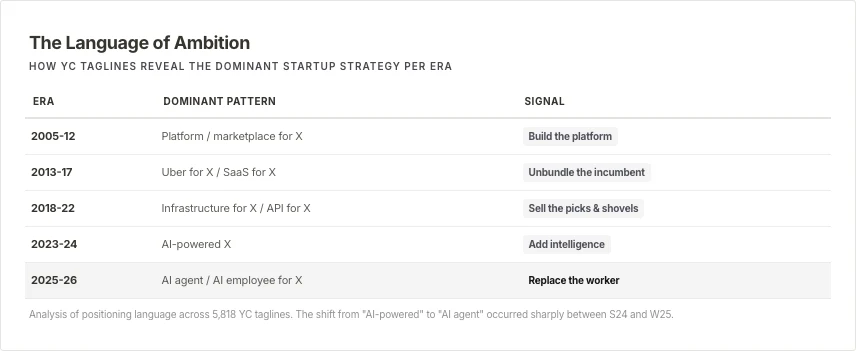 The Language of Ambition
HOW YC TAGLINES REVEAL THE DOMINANT STARTUP STRATEGY PER ERA
ERA DOMINANT PATTERN SIGNAL
2005-12 Platform / marketplace for X Build the platform
2013-17 Uber for X / SaaS for X Unbundle the incumbent
2018-22 Infrastructure for X / API for X Sell the picks & shovels
2023-24 AI-powered X Add intelligence
2025-26 AI agent / AI employee for X Replace the worker
Analysis of positioning language across 5,818 YC taglines. The shift from "AI-powered" to "AI agent" occurred sharply between S24 and W25.